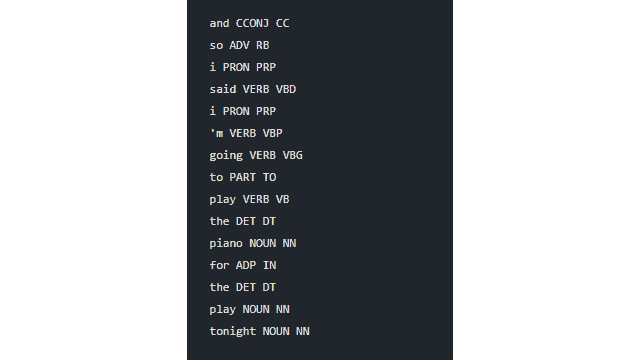 and CCONJ CC
so ADV RB
i PRON PRP
said VERB VBD
i PRON PRP
'm VERB VBP
going VERB VBG
to PART TO
play VERB VB
the DET DT
piano NOUN NN
for ADP IN
the DET DT
play NOUN NN
tonight NOUN NN